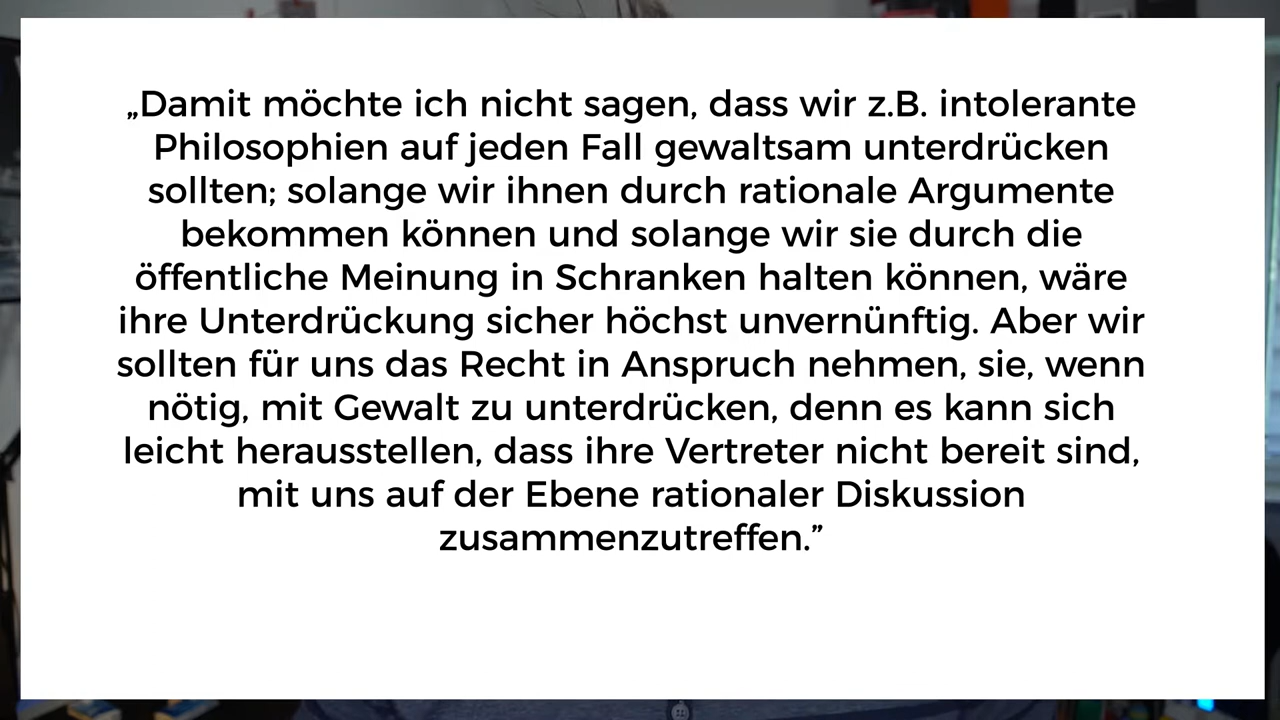 „Damit möchte ich nicht sagen, dass wir z.B. intolerante
Philosophien auf jeden Fall gewaltsam unterdrücken
sollten; solange wir ihnen durch rationale Argumente
bekommen können und solange wir sie durch die
öffentliche Meinung in Schranken halten können, wäre
ihre Unterdrückung sicher höchst unvernünftig. Aber wir
sollten für uns das Recht in Anspruch nehmen, sie, wenn
nötig, mit Gewalt zu unterdrücken, denn es kann sich
leicht herausstellen, dass ihre Vertreter nicht bereit sind,
mit uns auf der Ebene rationaler Diskussion
zusammenzutreffen.”